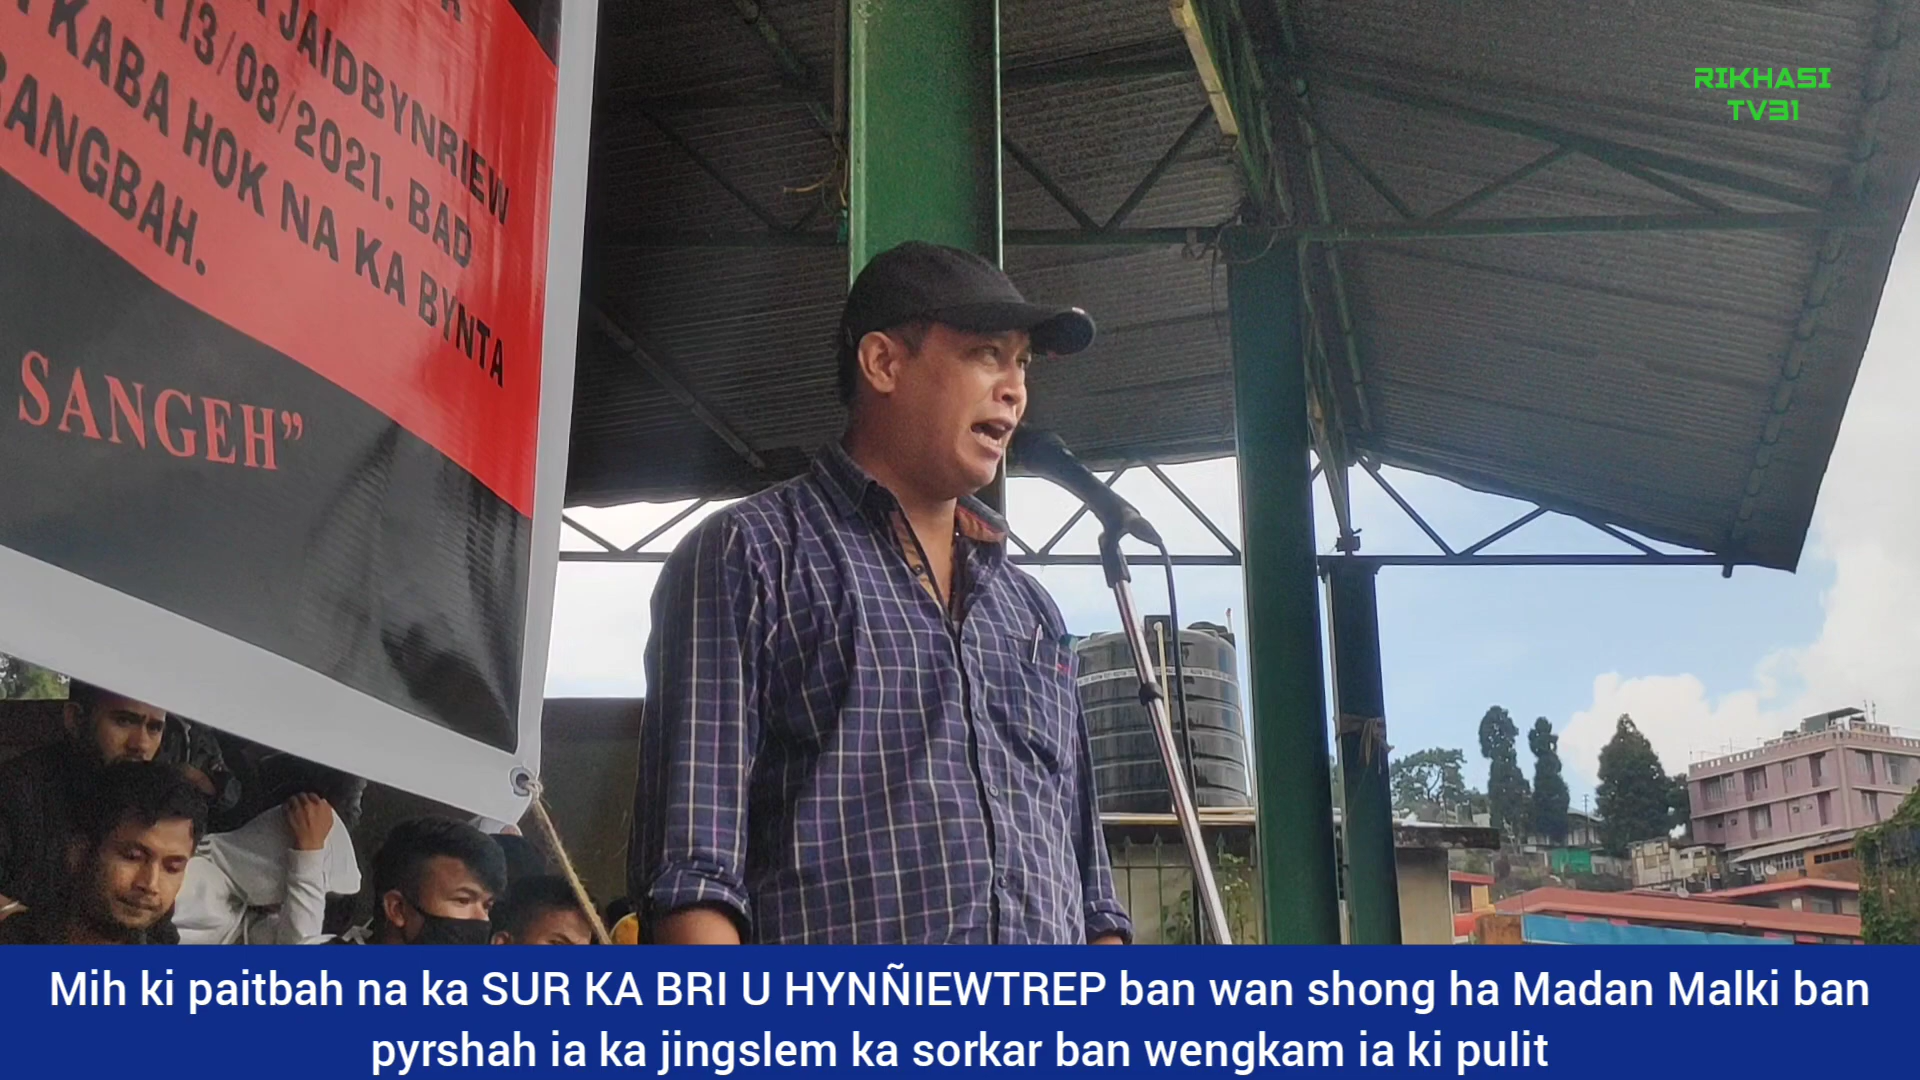 JAIDBYNRIEW
13/08/2021. BAD
KABA HOK NA KA BYNTA
RANGBAH.
SANGEH”
RIKHASI
TV31
Mih ki paitbah na ka SUR KA BRI U HYNÑIEWTREP ban wan shong ha Madan Malki ban
pyrshah ia ka jingslem ka sorkar ban wengkam ia ki pulit